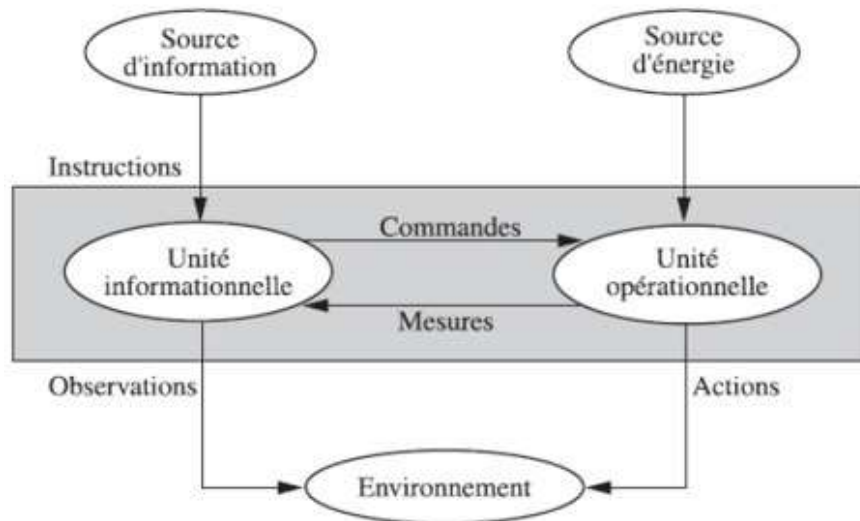 Source
d'information
Source
d'énergie
Instructions
Commandes
Unité
informationnelle
Unité
opérationnelle
Mesures
Observations
Actions
Environnement